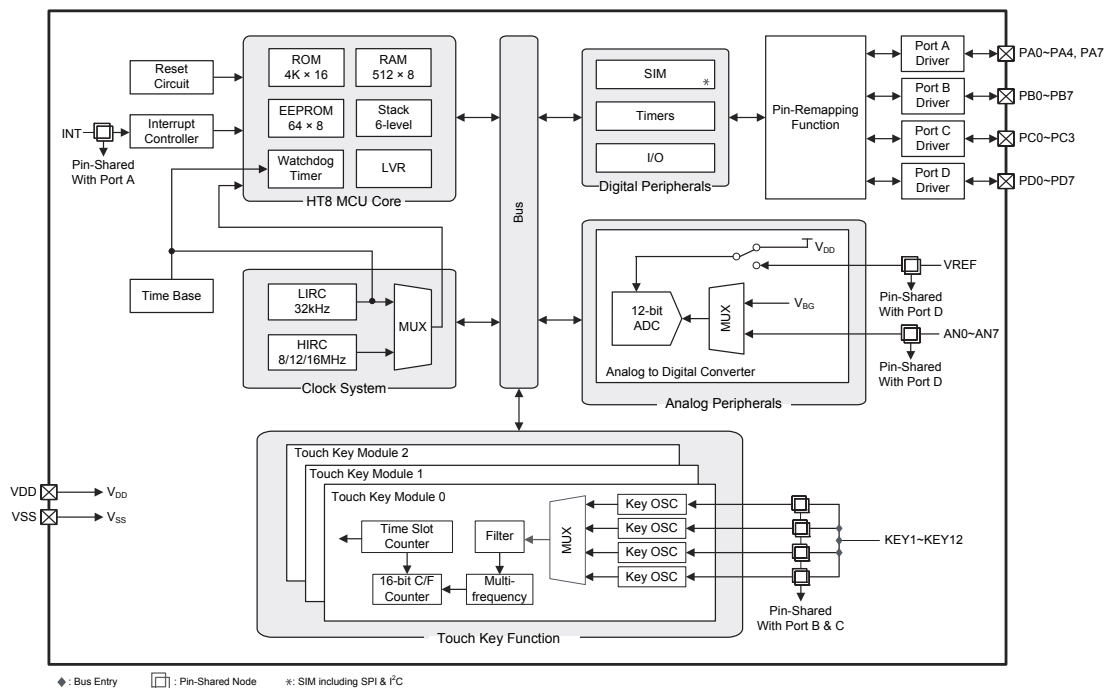 Reset
Circuit
INT
Interrupt
Controller
Pin-Shared
With Port A
ROM
4K × 16
RAM
512 × 8
EEPROM
64 × 8
Stack
6-level
Watchdog
Timer
LVR
HT8 MCU Core
Time Base
LIRC
32kHz
HIRC
8/12/16MHz
MUX
Clock System
Bus
SIM
*
Timers
I/O
Digital Peripherals
Pin-Remapping
Function
Port A
Driver
Port B
Driver
Port C
Driver
Port D
Driver
PA0~PA4, PA7
PB0~PB7
PC0~PC3
PD0~PD7
VDD
12-bit
ADC
MUX
VBG
Analog to Digital Converter
Analog Peripherals
VREF
Pin-Shared
With Port D
AN0~AN7
Pin-Shared
With Port D
VDD
VDD
VSS
VSS
Touch Key Module 2
Touch Key Module 1
Touch Key Module 0
Time Slot
Counter
16-bit C/F
Counter
Filter
Multi-
frequency
MUX
Key OSC
Key OSC
Key OSC
Key OSC
KEY1~KEY12
Pin-Shared
With Port B & C
Touch Key Function
: Bus Entry
: Pin-Shared Node
*: SIM including SPI & I²C